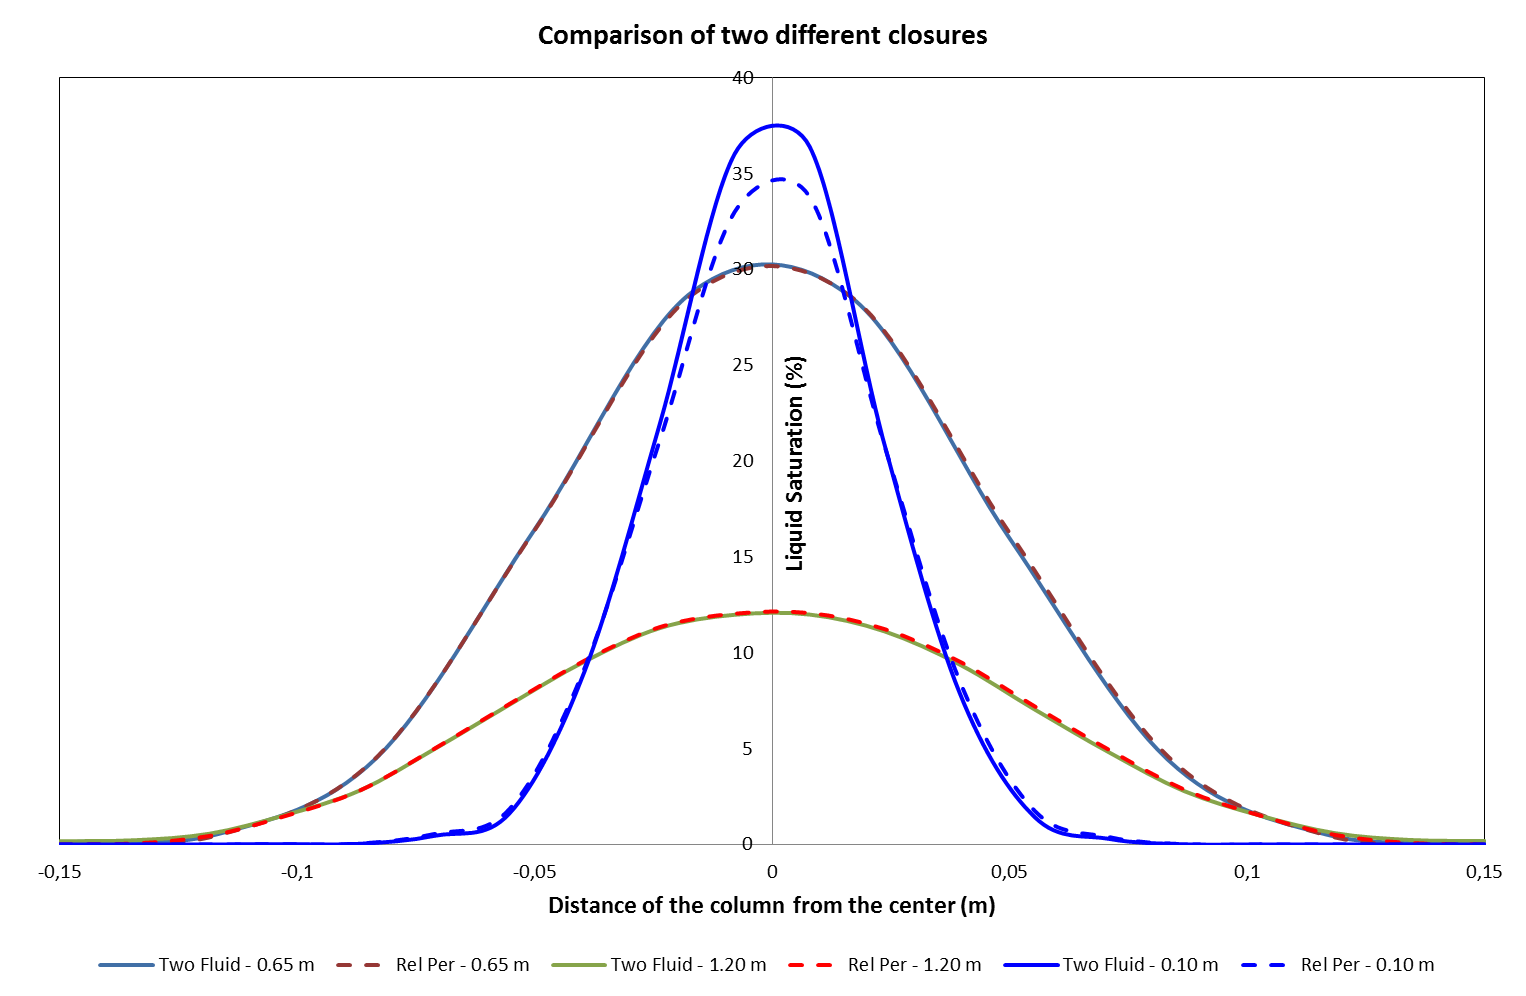 Comparison of two different closures
40
35
30
25
20
15
10
5
0
Liquid Saturation (%)
-0,15 -0,1 -0,05 0 0,05 0,1 0,15
Distance of the column from the center (m)
Two Fluid - 0.65 m Rel Per - 0.65 m Two Fluid - 1.20 m Rel Per - 1.20 m Two Fluid - 0.10 m Rel Per - 0.10 m